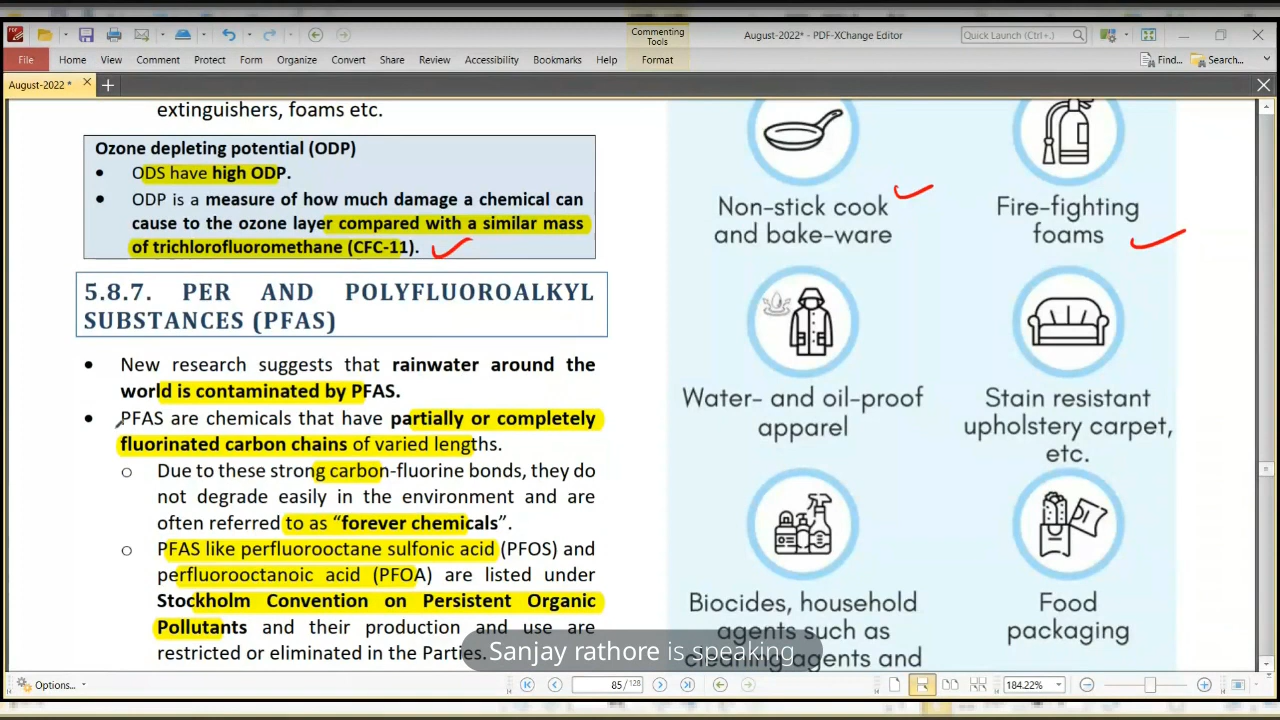 Commenting
Tools
August-2022* - PDF-XChange Editor
Quick Launch (Ctrl+.)
File
Home
View
Comment
Protect
Form
Organize
Convert
Share
Review
Accessibility
Bookmarks
Help
Format
Find...
Search...
August-2022 *
extinguishers, foams etc.
Ozone depleting potential (ODP)
• ODS have high ODP.
• ODP is a measure of how much damage a chemical can
cause to the ozone layer compared with a similar mass
of trichlorofluoromethane (CFC-11).
5.8.7. PER AND POLYFLUOROALKYL
SUBSTANCES (PFAS)
• New research suggests that rainwater around the
world is contaminated by PFAS.
• PFAS are chemicals that have partially or completely
fluorinated carbon chains of varied lengths.
o Due to these strong carbon-fluorine bonds, they do
not degrade easily in the environment and are
often referred to as “forever chemicals”.
o PFAS like perfluorooctane sulfonic acid (PFOS) and
perfluorooctanoic acid (PFOA) are listed under
Stockholm Convention on Persistent Organic
Pollutants and their production and use are
restricted or eliminated in the Parties.
Non-stick cook
and bake-ware
Fire-fighting
foams
Water- and oil-proof
apparel
Stain resistant
upholstery carpet,
etc.
Biocides, household
agents such as
cleaning agents and
Food
packaging
Sanjay rathore is speaking
Options...
85 / 128
184.22%